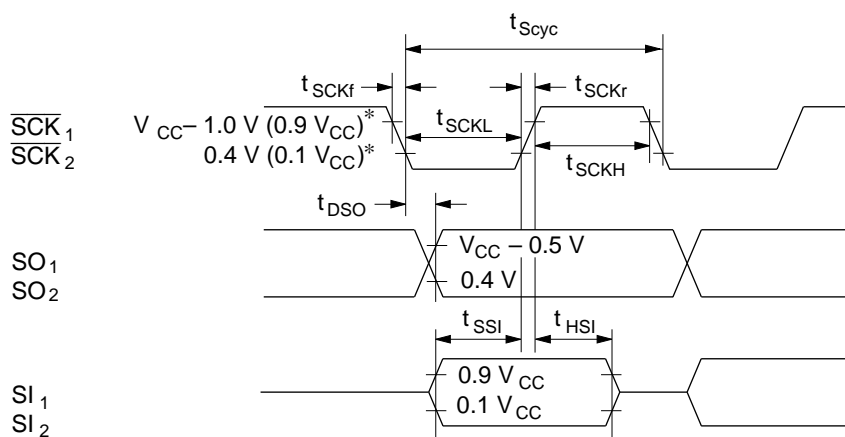 tScyc
tSCKf
tSCKr
SCK1
VCC – 1.0 V (0.9 VCC)*
tSCKL
SCK2
0.4 V (0.1 VCC)*
tSCKH
tDSO
SO1
VCC – 0.5 V
SO2
0.4 V
tSSI
tHSI
SI1
0.9 VCC
SI2
0.1 VCC